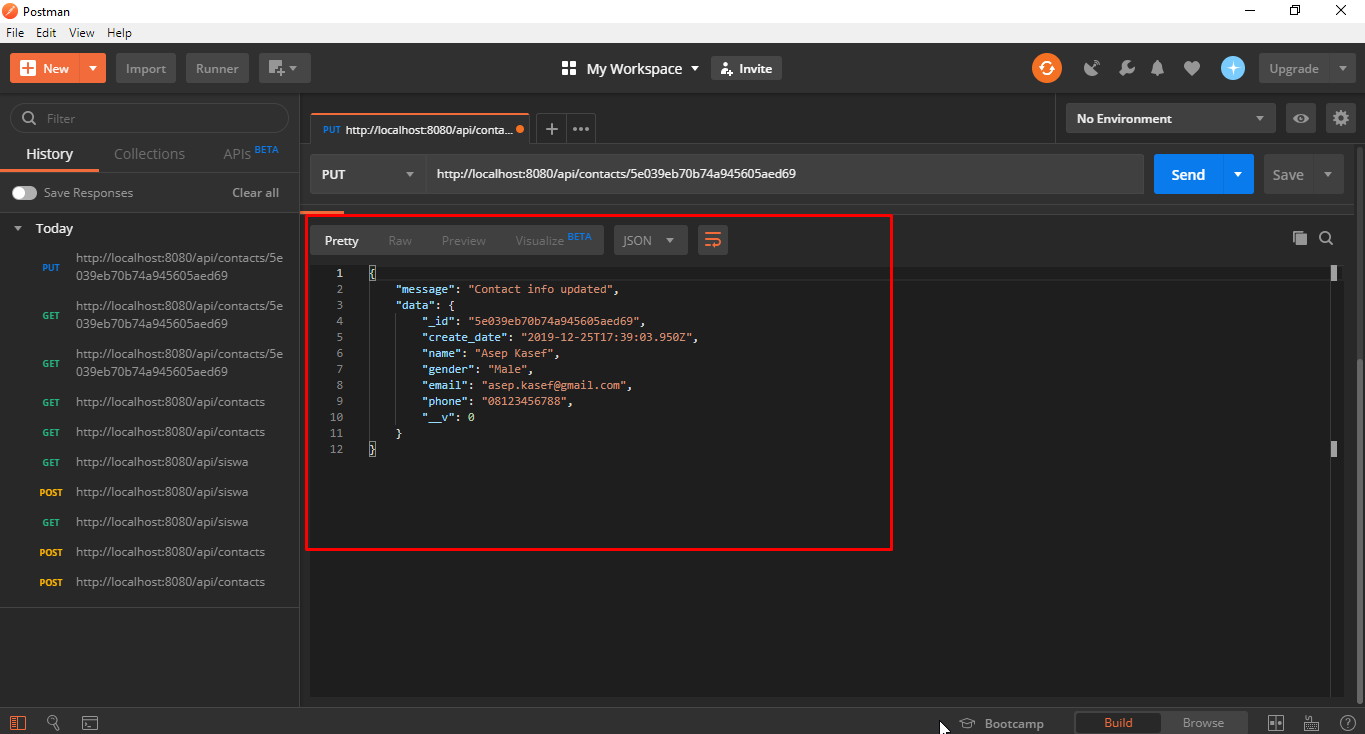 Postman
File Edit View Help
New Import Runner My Workspace Invite Upgrade
Filter
History Collections APIs BETA
Save Responses Clear all
Today
PUT http://localhost:8080/api/contacts/5e
039eb70b74a945605aed69
GET http://localhost:8080/api/contacts/5e
039eb70b74a945605aed69
GET http://localhost:8080/api/contacts/5e
039eb70b74a945605aed69
GET http://localhost:8080/api/contacts
GET http://localhost:8080/api/contacts
GET http://localhost:8080/api/siswa
POST http://localhost:8080/api/siswa
GET http://localhost:8080/api/siswa
POST http://localhost:8080/api/contacts
POST http://localhost:8080/api/contacts
PUT http://localhost:8080/api/conta...
No Environment
PUT http://localhost:8080/api/contacts/5e039eb70b74a945605aed69 Send Save
Pretty Raw Preview Visualize BETA JSON
1 {
2 "message": "Contact info updated",
3 "data": {
4 "_id": "5e039eb70b74a945605aed69",
5 "create_date": "2019-12-25T17:39:03.950Z",
6 "name": "Asep Kasef",
7 "gender": "Male",
8 "email": "asep.kasef@gmail.com",
9 "phone": "08123456788",
10 "__v": 0
11 }
12 }
Bootcamp Build Browse